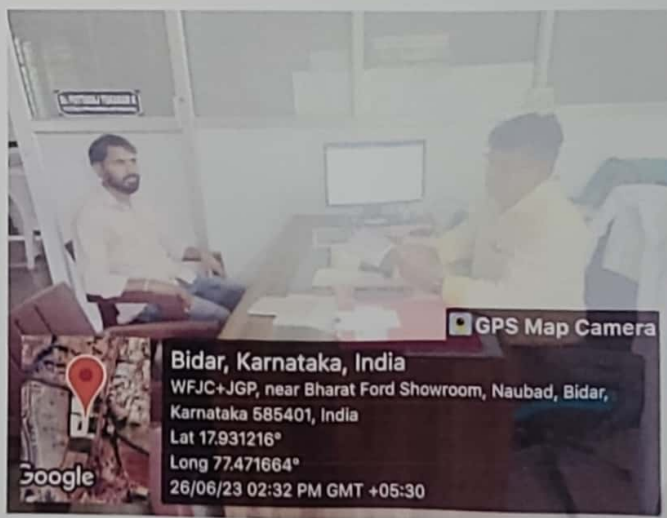 GPS Map Camera
Bidar, Karnataka, India
WFJC+JGP, near Bharat Ford Showroom, Naubad, Bidar,
Karnataka 585401, India
Lat 17.931216°
Long 77.471664°
26/06/23 02:32 PM GMT +05:30
Google